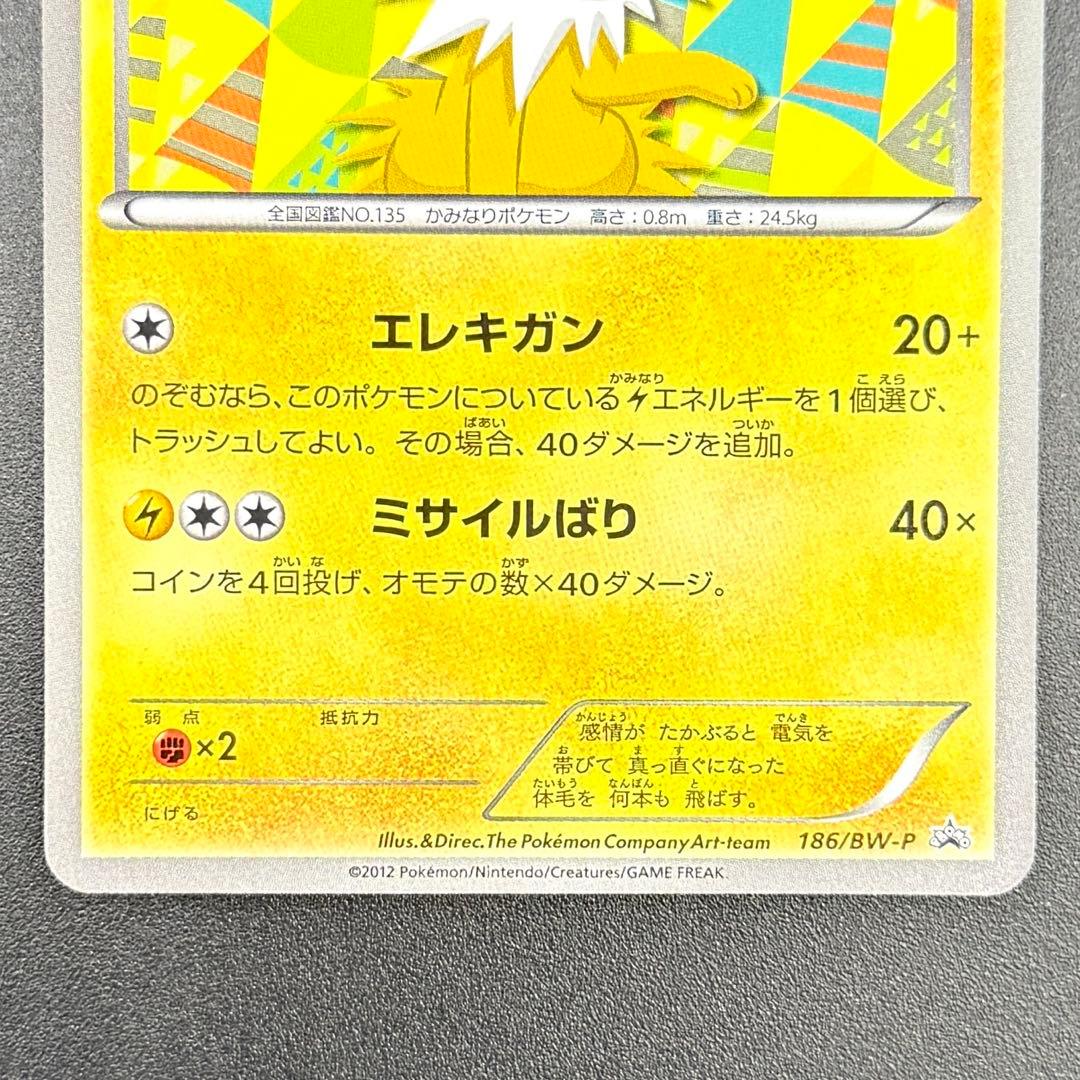 全国図鑑NO.135 かみなりポケモン 高さ:0.8m 重さ:24.5kg
エレキガン 20+
のぞむなら、このポケモンについているエネルギーを1個選び、
トラッシュしてよい。その場合、40ダメージを追加。
ミサイルばり 40×
コインを4回投げ、オモテの数×40ダメージ。
弱点 抵抗力
×2
にげる
感情が たかぶると 電気を
帯びて 真っ直ぐになった
体毛を 何本も 飛ばす。
Illus.&Direc.The Pokémon Company Art-team 186/BW-P
©2012 Pokémon/Nintendo/Creatures/GAME FREAK.